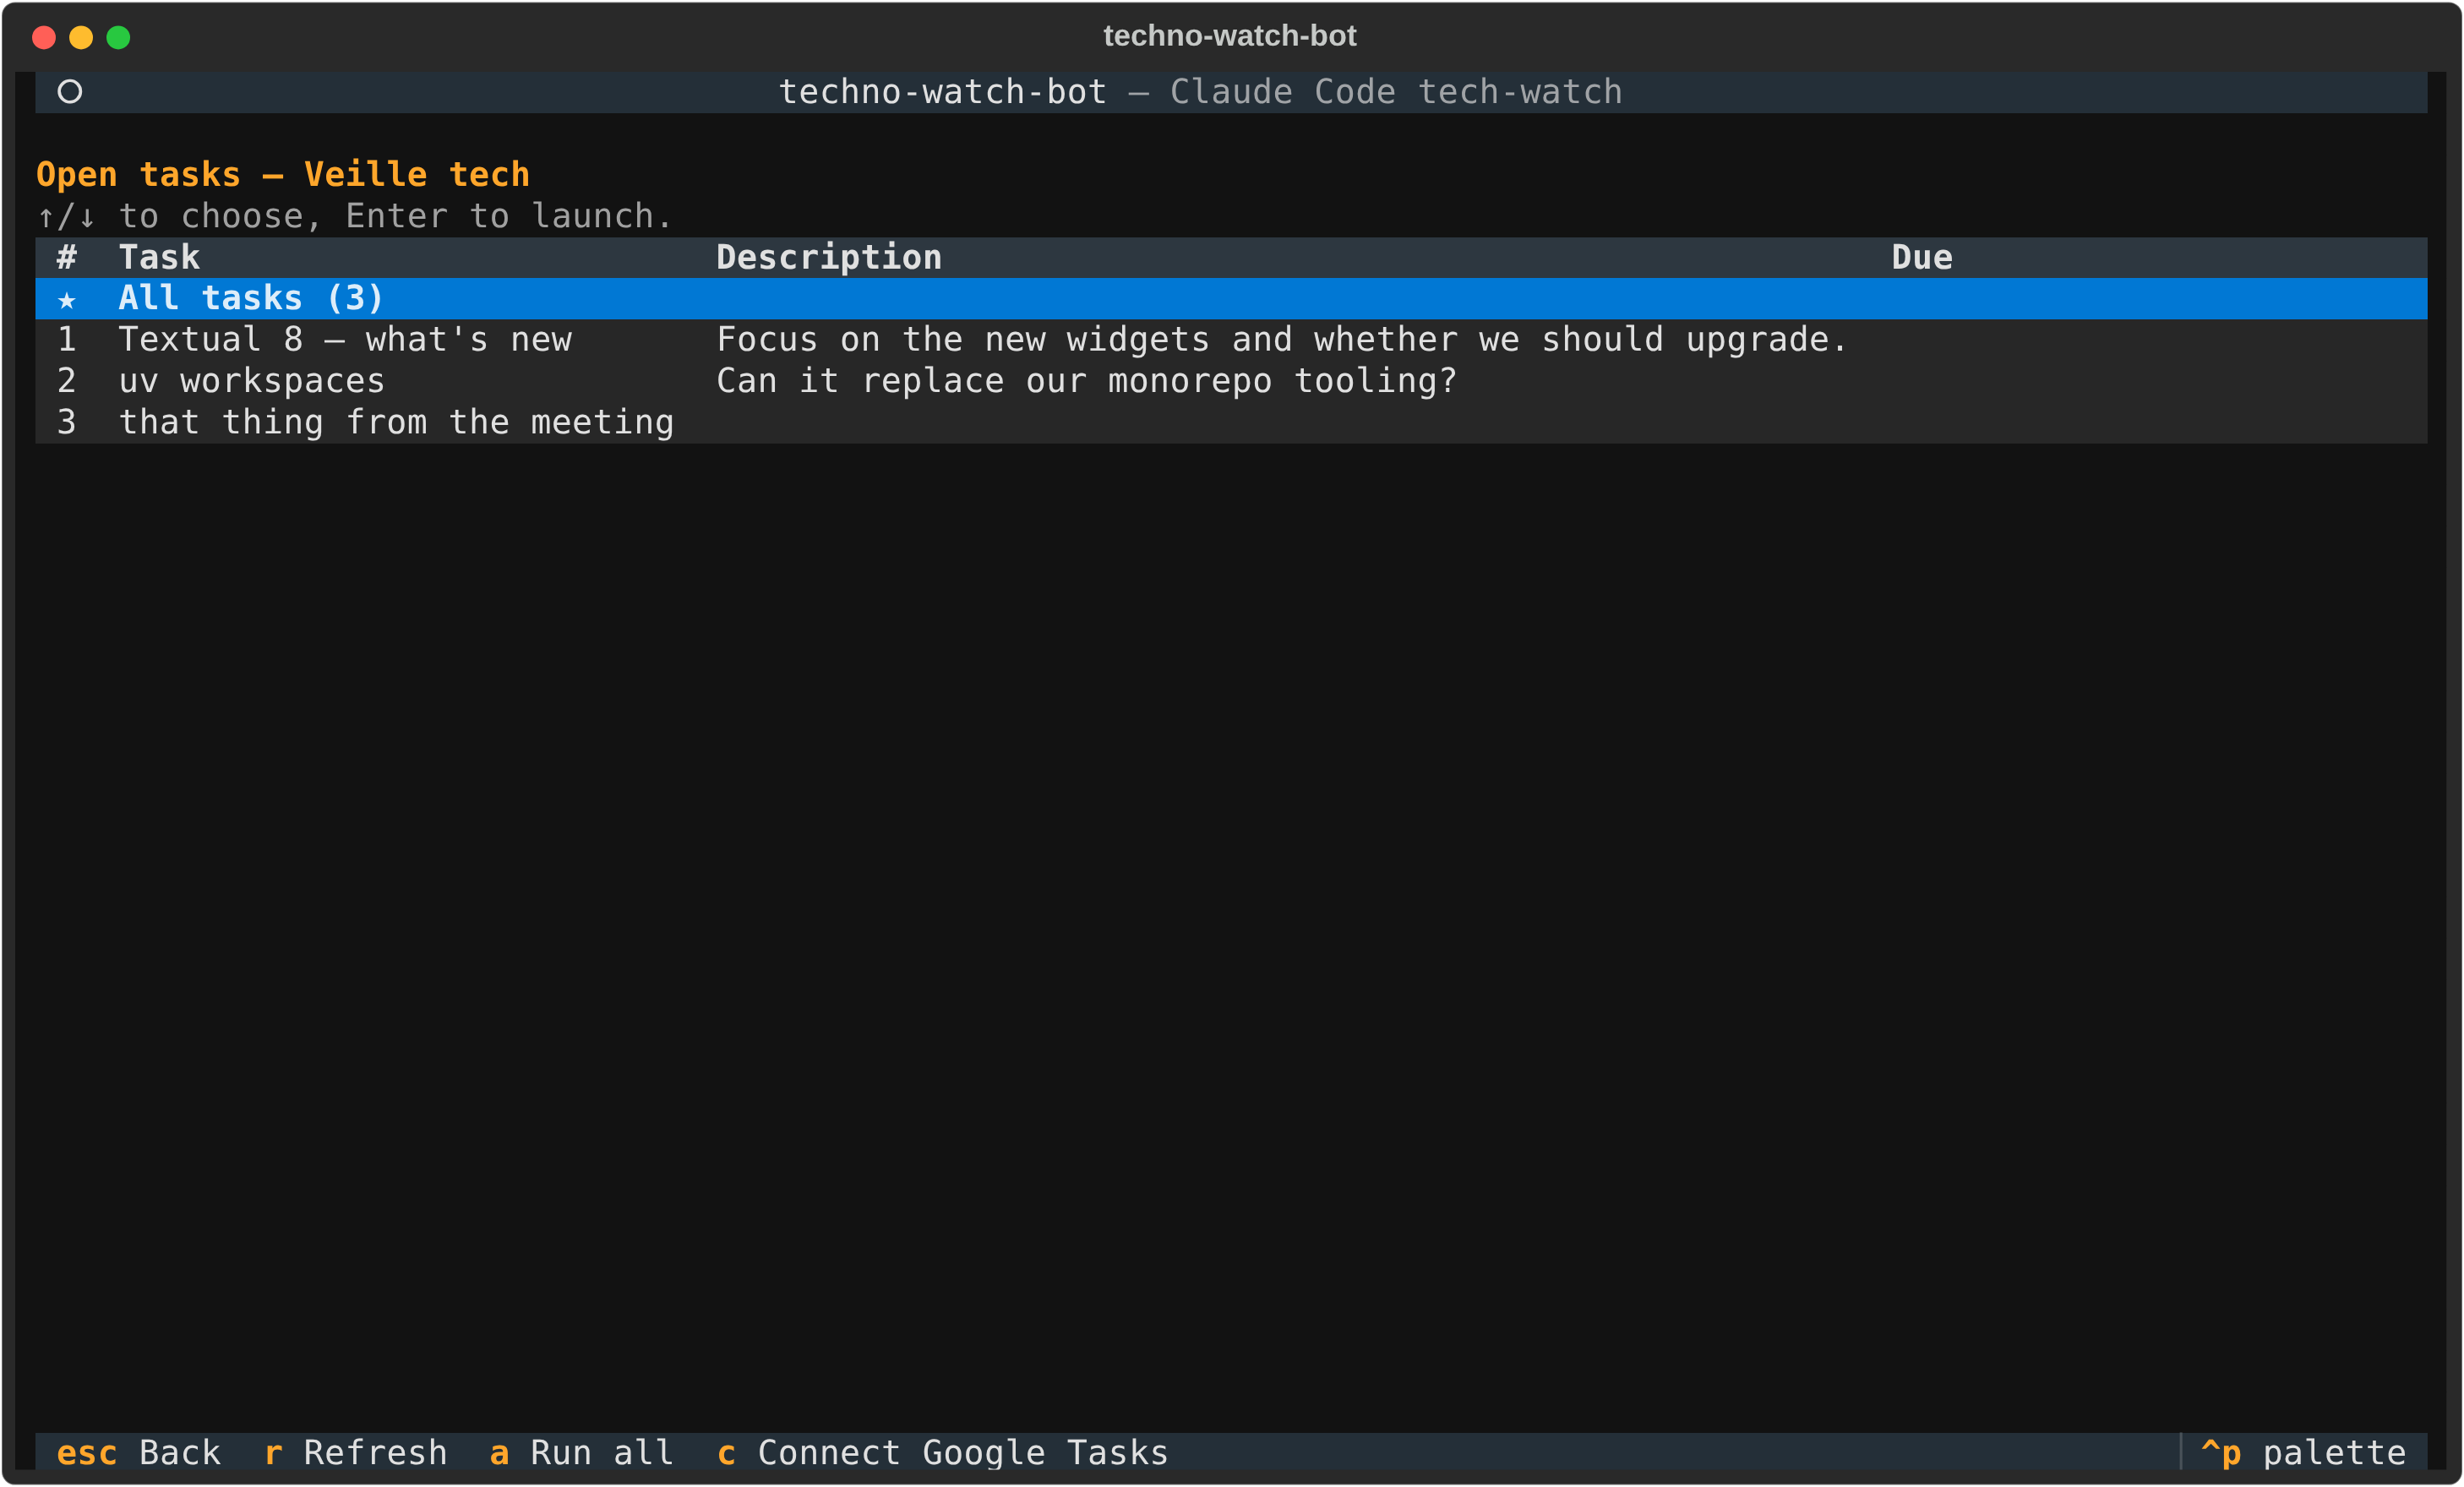 techno-watch-bot
techno-watch-bot — Claude Code tech-watch
Open tasks — Veille tech
↑/↓ to choose, Enter to launch.
# Task Description Due
★ All tasks (3)
1 Textual 8 — what's new Focus on the new widgets and whether we should upgrade.
2 uv workspaces Can it replace our monorepo tooling?
3 that thing from the meeting
esc Back r Refresh a Run all c Connect Google Tasks ^p palette